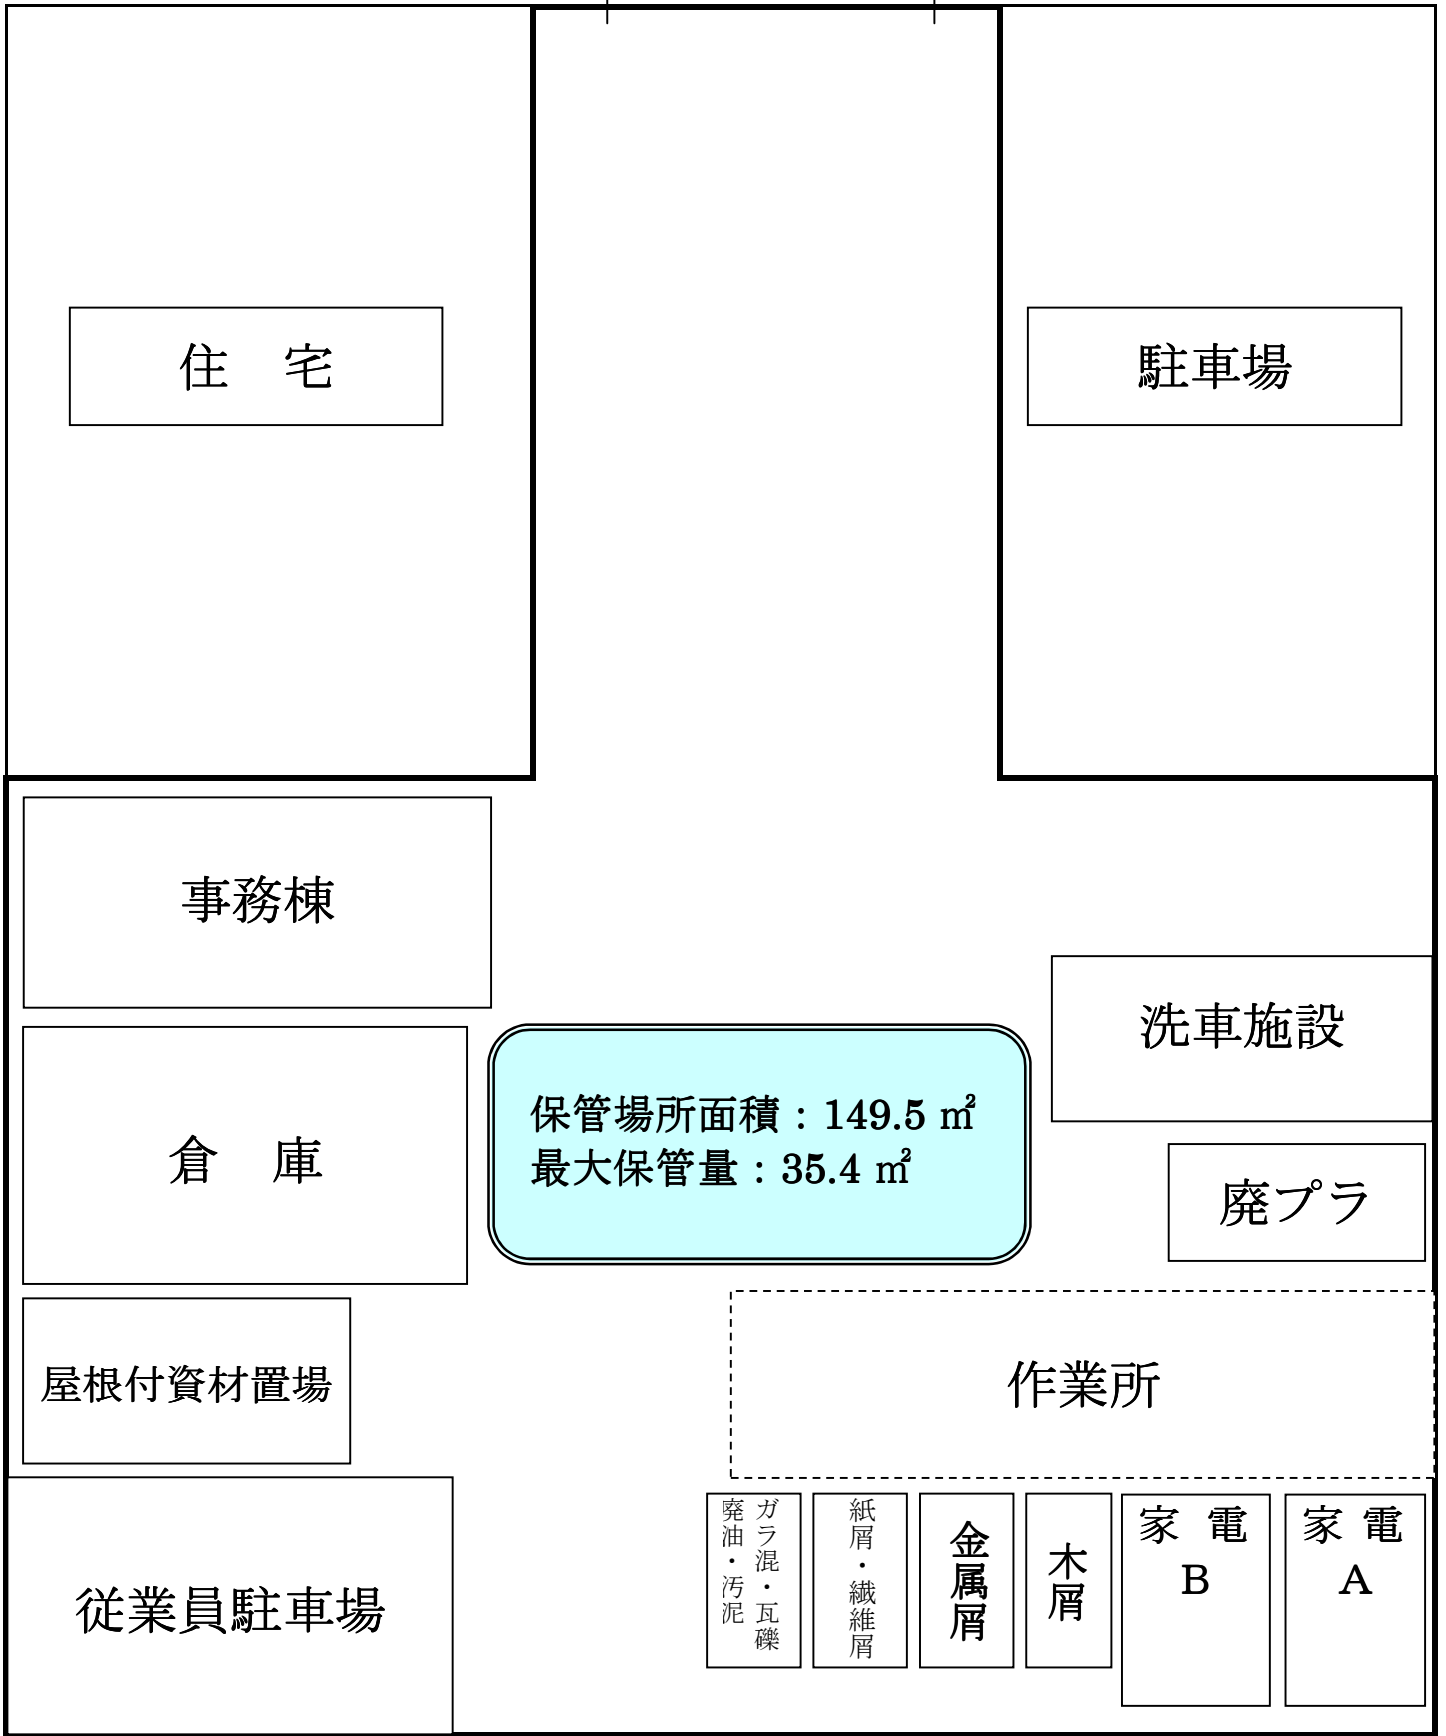 住　宅
駐車場
事務棟
洗車施設
倉　庫
保管場所面積：149.5 ㎡
最大保管量：35.4 ㎡
廃プラ
屋根付資材置場
作業所
従業員駐車場
ガラ混・瓦礫
廃油・汚泥
紙屑・繊維屑
金属屑
木屑
家 電
B
家 電
A